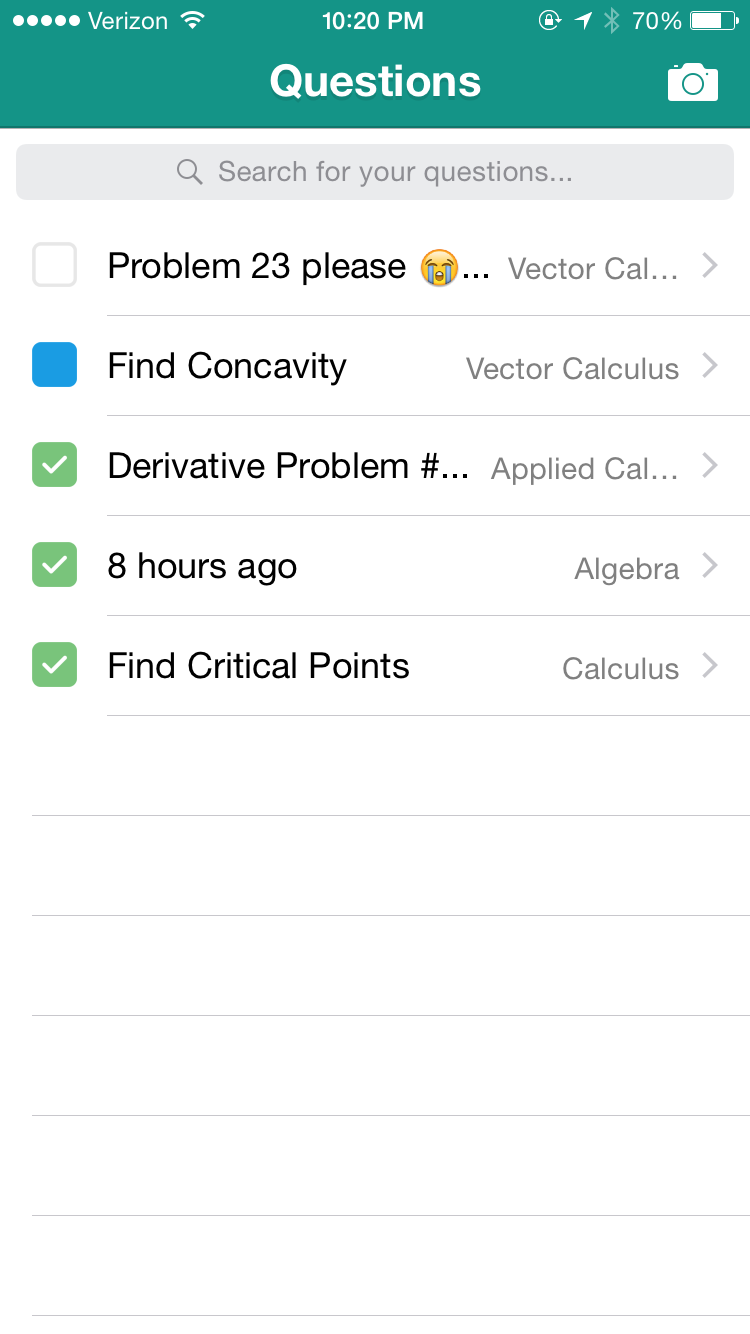 Verizon 10:20 PM 70%
Questions
Search for your questions...
Problem 23 please 😭... Vector Cal...
Find Concavity Vector Calculus
Derivative Problem #... Applied Cal...
8 hours ago Algebra
Find Critical Points Calculus